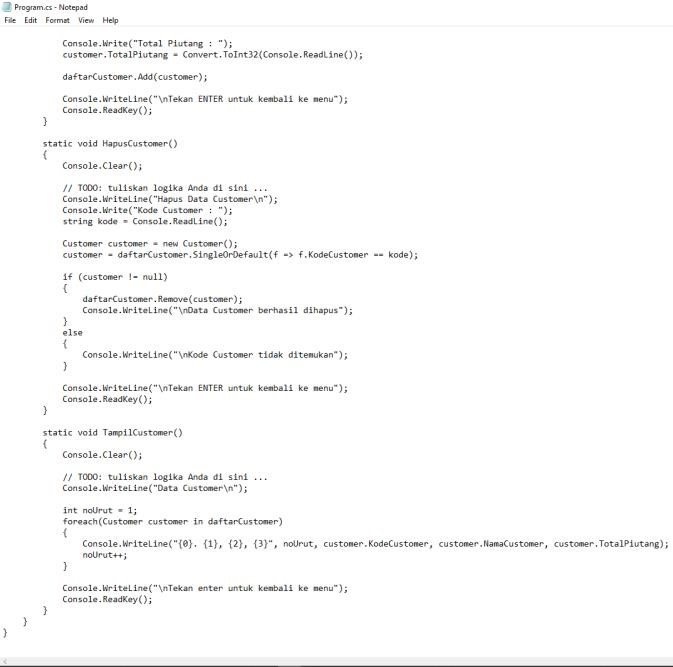 Program.cs - Notepad
File Edit Format View Help
Console.Write("Total Piutang : ");
customer.TotalPiutang = Convert.ToInt32(Console.ReadLine());
daftarCustomer.Add(customer);
Console.WriteLine("\nTekan ENTER untuk kembali ke menu");
Console.ReadKey();
}
static void HapusCustomer()
{
Console.Clear();
// TODO: tuliskan logika Anda di sini ...
Console.WriteLine("Hapus Data Customer\n");
Console.Write("Kode Customer : ");
string kode = Console.ReadLine();
Customer customer = new Customer();
customer = daftarCustomer.SingleOrDefault(f => f.KodeCustomer == kode);
if (customer != null)
{
daftarCustomer.Remove(customer);
Console.WriteLine("\nData Customer berhasil dihapus");
}
else
{
Console.WriteLine("\nKode Customer tidak ditemukan");
}
Console.WriteLine("\nTekan ENTER untuk kembali ke menu");
Console.ReadKey();
}
static void TampilCustomer()
{
Console.Clear();
// TODO: tuliskan logika Anda di sini ...
Console.WriteLine("Data Customer\n");
int noUrut = 1;
foreach(Customer customer in daftarCustomer)
{
Console.WriteLine("{0}. {1}, {2}, {3}", noUrut, customer.KodeCustomer, customer.NamaCustomer, customer.TotalPiutang);
noUrut++;
}
Console.WriteLine("\nTekan enter untuk kembali ke menu");
Console.ReadKey();
}
}
}